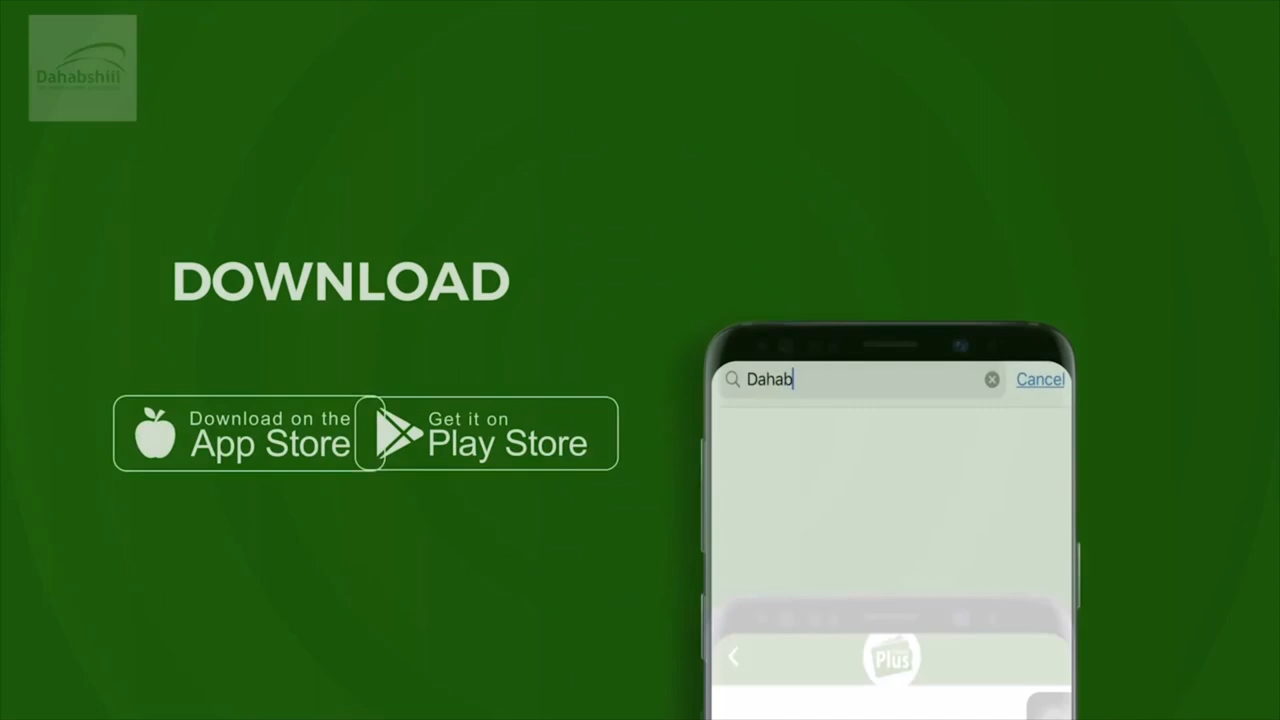 Dahabshiil
DOWNLOAD
Download on the
App Store
Get it on
Play Store
Dahab
Cancel
Plus